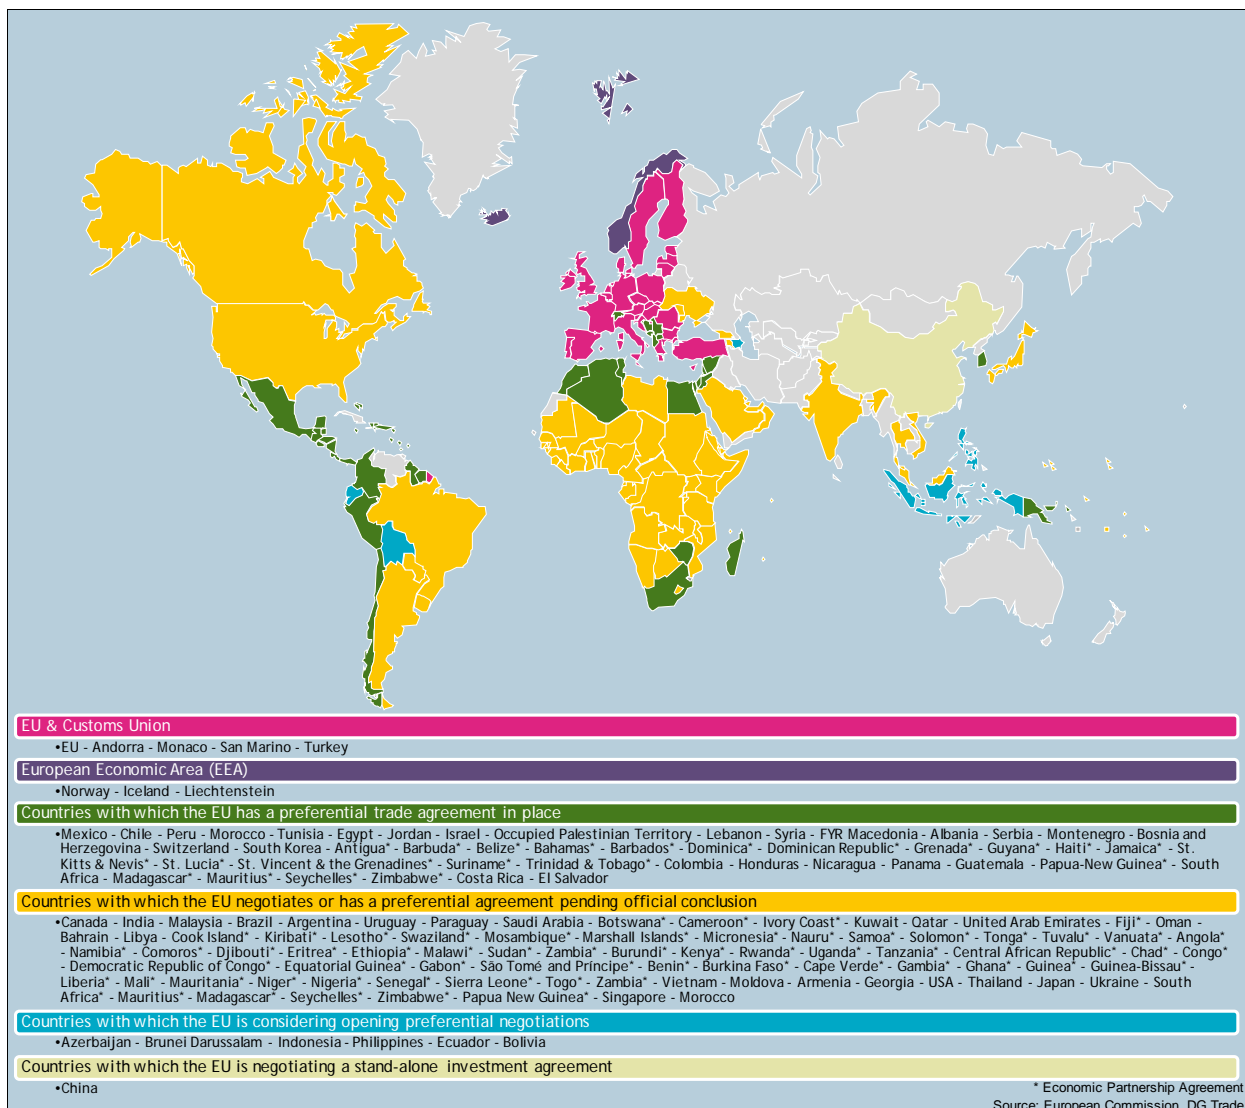 EU & Customs Union
•EU - Andorra - Monaco - San Marino - Turkey
European Economic Area (EEA)
•Norway - Iceland - Liechtenstein
Countries with which the EU has a preferential trade agreement in place
•Mexico - Chile - Peru - Morocco - Tunisia - Egypt - Jordan - Israel - Occupied Palestinian Territory - Lebanon - Syria - FYR Macedonia - Albania - Serbia - Montenegro - Bosnia and
Herzegovina - Switzerland - South Korea - Antigua* - Barbuda* - Belize* - Bahamas* - Barbados* - Dominica* - Dominican Republic* - Grenada* - Guyana* - Haiti* - Jamaica* - St.
Kitts & Nevis* - St. Lucia* - St. Vincent & the Grenadines* - Suriname* - Trinidad & Tobago* - Colombia - Honduras - Nicaragua - Panama - Guatemala - Papua-New Guinea* - South
Africa - Madagascar* - Mauritius* - Seychelles* - Zimbabwe* - Costa Rica - El Salvador
Countries with which the EU negotiates or has a preferential agreement pending official conclusion
•Canada - India - Malaysia - Brazil - Argentina - Uruguay - Paraguay - Saudi Arabia - Botswana* - Cameroon* - Ivory Coast* - Kuwait - Qatar - United Arab Emirates - Fiji* - Oman -
Bahrain - Libya - Cook Island* - Kiribati* - Lesotho* - Swaziland* - Mosambique* - Marshall Islands* - Micronesia* - Nauru* - Samoa* - Solomon* - Tonga* - Tuvalu* - Vanuata* - Angola*
- Namibia* - Comoros* - Djibouti* - Eritrea* - Ethiopia* - Malawi* - Sudan* - Zambia* - Burundi* - Kenya* - Rwanda* - Uganda* - Tanzania* - Central African Republic* - Chad* - Congo*
- Democratic Republic of Congo* - Equatorial Guinea* - Gabon* - São Tomé and Príncipe* - Benin* - Burkina Faso* - Cape Verde* - Gambia* - Ghana* - Guinea* - Guinea-Bissau* -
Liberia* - Mali* - Mauritania* - Niger* - Nigeria* - Senegal* - Sierra Leone* - Togo* - Zambia* - Vietnam - Moldova - Armenia - Georgia - USA - Thailand - Japan - Ukraine - South
Africa* - Mauritius* - Madagascar* - Seychelles* - Zimbabwe* - Papua New Guinea* - Singapore - Morocco
Countries with which the EU is considering opening preferential negotiations
•Azerbaijan - Brunei Darussalam - Indonesia - Philippines - Ecuador - Bolivia
Countries with which the EU is negotiating a stand-alone investment agreement
•China
* Economic Partnership Agreement
Source: European Commission, DG Trade